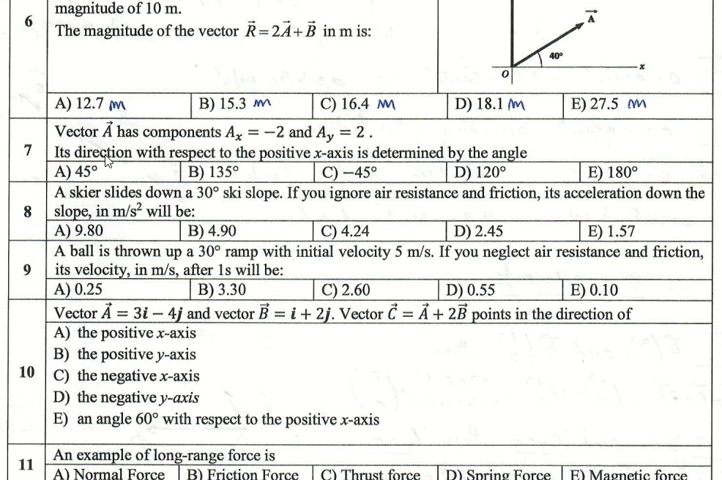 magnitude of 10 m.
6
The magnitude of the vector R⃗ = 2A⃗ + B⃗ in m is:
A⃗
40°
O
x
A) 12.7 m B) 15.3 m C) 16.4 m D) 18.1 m E) 27.5 m
Vector A⃗ has components Aₓ = −2 and Aᵧ = 2 .
7
Its direction with respect to the positive x-axis is determined by the angle
A) 45° B) 135° C) −45° D) 120° E) 180°
A skier slides down a 30° ski slope. If you ignore air resistance and friction, its acceleration down the
8
slope, in m/s² will be:
A) 9.80 B) 4.90 C) 4.24 D) 2.45 E) 1.57
A ball is thrown up a 30° ramp with initial velocity 5 m/s. If you neglect air resistance and friction,
9
its velocity, in m/s, after 1s will be:
A) 0.25 B) 3.30 C) 2.60 D) 0.55 E) 0.10
Vector A⃗ = 3i − 4j and vector B⃗ = i + 2j. Vector C⃗ = A⃗ + 2B⃗ points in the direction of
A) the positive x-axis
B) the positive y-axis
10
C) the negative x-axis
D) the negative y-axis
E) an angle 60° with respect to the positive x-axis
An example of long-range force is
11
A) Normal Force B) Friction Force C) Thrust force D) Spring Force E) Magnetic force